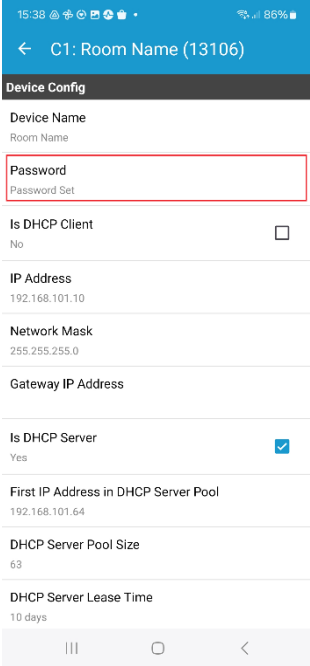 15:38 86%
C1: Room Name (13106)
Device Config
Device Name
Room Name
Password
Password Set
Is DHCP Client
No
IP Address
192.168.101.10
Network Mask
255.255.255.0
Gateway IP Address
Is DHCP Server
Yes
First IP Address in DHCP Server Pool
192.168.101.64
DHCP Server Pool Size
63
DHCP Server Lease Time
10 days